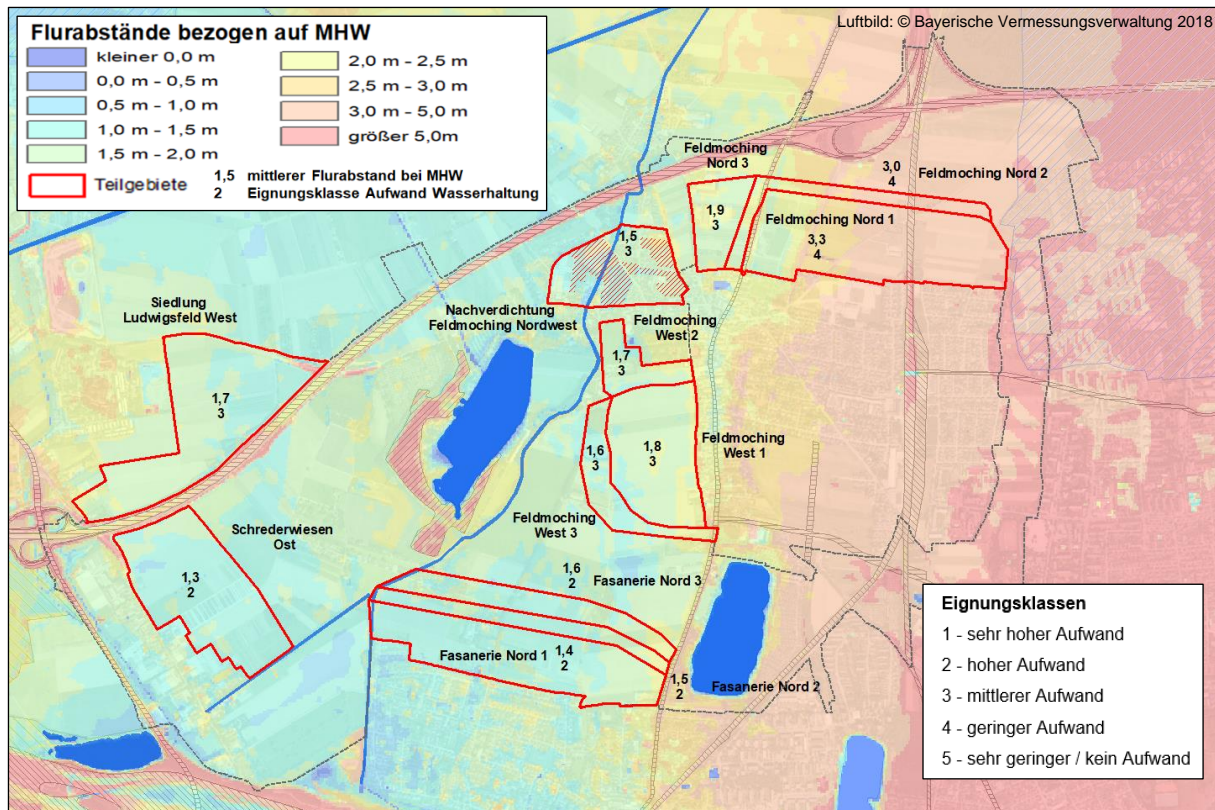 Luftbild: © Bayerische Vermessungsverwaltung 2018
Flurabstände bezogen auf MHW
kleiner 0,0 m
0,0 m - 0,5 m
0,5 m - 1,0 m
1,0 m - 1,5 m
1,5 m - 2,0 m
2,0 m - 2,5 m
2,5 m - 3,0 m
3,0 m - 5,0 m
größer 5,0m
Teilgebiete
1,5 mittlerer Flurabstand bei MHW
2 Eignungsklasse Aufwand Wasserhaltung
Feldmoching
Nord 3
1,9
3
3,0
4
Feldmoching Nord 2
Feldmoching Nord 1
3,3
4
1,5
3
Nachverdichtung
Feldmoching Nordwest
Siedlung
Ludwigsfeld West
1,7
3
Feldmoching
West 2
1,7
3
Feldmoching
West 1
1,8
3
1,6
3
Feldmoching
West 3
Schrederwiesen
Ost
1,3
2
1,6
2
Fasanerie Nord 3
Fasanerie Nord 1
1,4
2
1,5
2
Fasanerie Nord 2
Eignungsklassen
1 - sehr hoher Aufwand
2 - hoher Aufwand
3 - mittlerer Aufwand
4 - geringer Aufwand
5 - sehr geringer / kein Aufwand